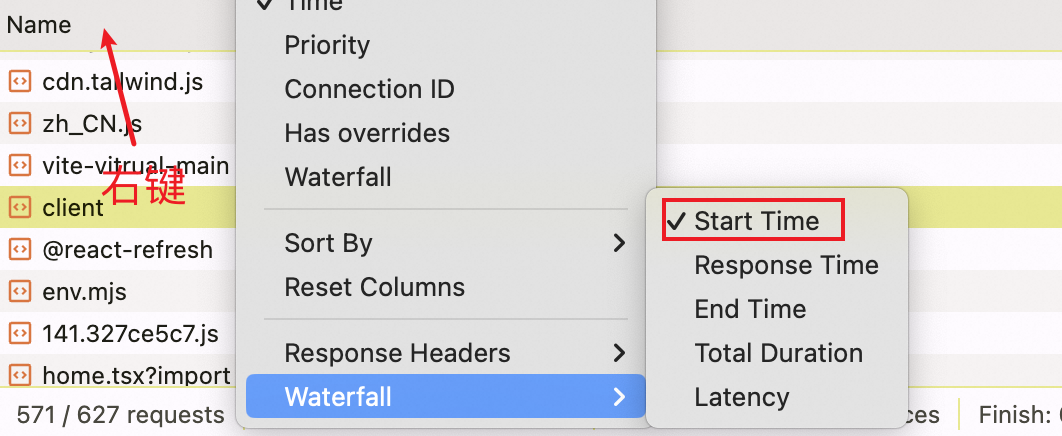 Time
Name
Priority
cdn.tailwind.js
Connection ID
zh_CN.js
Has overrides
vite-vitrual-main
右键
Waterfall
client
Start Time
Sort By
@react-refresh
Response Time
env.mjs
Reset Columns
End Time
141.327ce5c7.js
Response Headers
Total Duration
home.tsx?import
Waterfall
Latency
571 / 627 requests
ces
Finish: